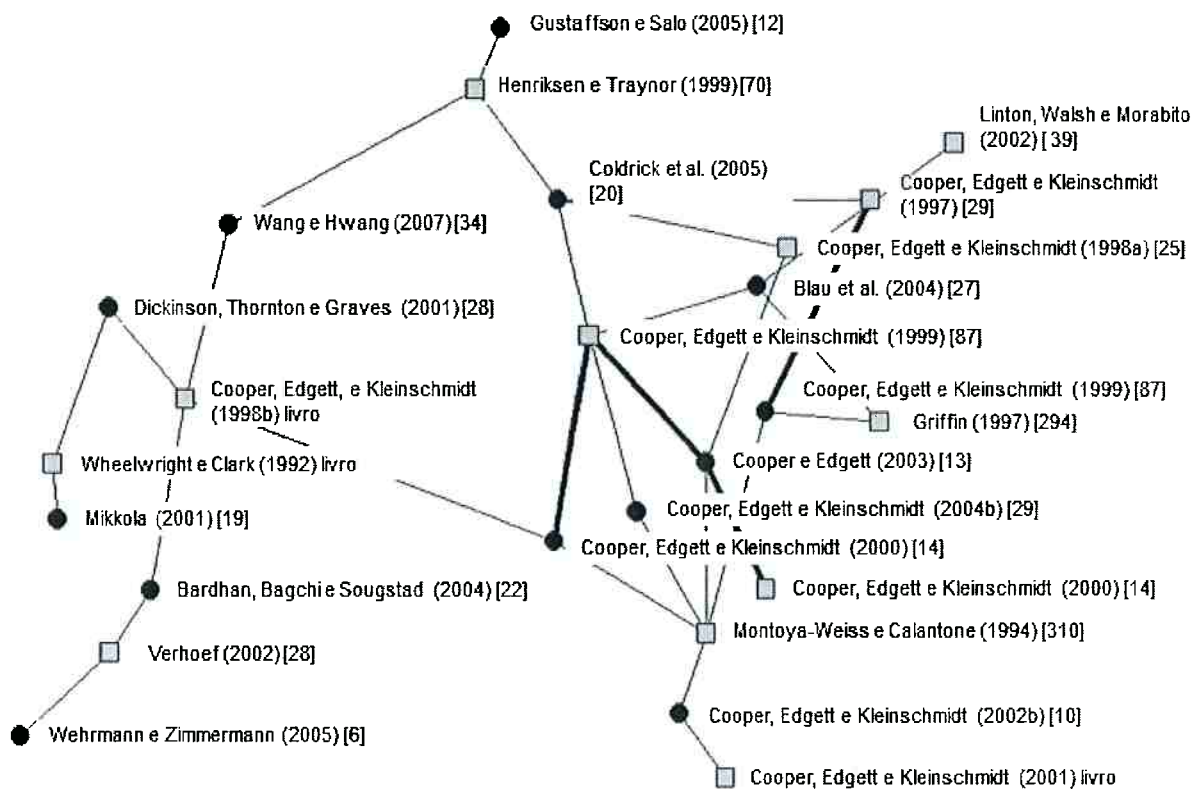 Gustaffson e Salo (2005) [12]
Henriksen e Traynor (1999) [70]
Linton, Walsh e Morabito
(2002) [39]
Coldrick et al. (2005)
[20]
Cooper, Edgett e Kleinschmidt
(1997) [29]
Wang e Hwang (2007) [34]
Cooper, Edgett e Kleinschmidt (1998a) [25]
Blau et al. (2004) [27]
Dickinson, Thornton e Graves (2001) [28]
Cooper, Edgett e Kleinschmidt (1999) [87]
Cooper, Edgett, e Kleinschmidt
(1998b) livro
Cooper, Edgett e Kleinschmidt (1999) [87]
Griffin (1997) [294]
Wheelwright e Clark (1992) livro
Cooper e Edgett (2003) [13]
Mikkola (2001) [19]
Cooper, Edgett e Kleinschmidt (2004b) [29]
Cooper, Edgett e Kleinschmidt (2000) [14]
Bardhan, Bagchi e Sougstad (2004) [22]
Cooper, Edgett e Kleinschmidt (2000) [14]
Montoya-Weiss e Calantone (1994) [310]
Verhoef (2002) [28]
Cooper, Edgett e Kleinschmidt (2002b) [10]
Wehrmann e Zimmermann (2005) [6]
Cooper, Edgett e Kleinschmidt (2001) livro